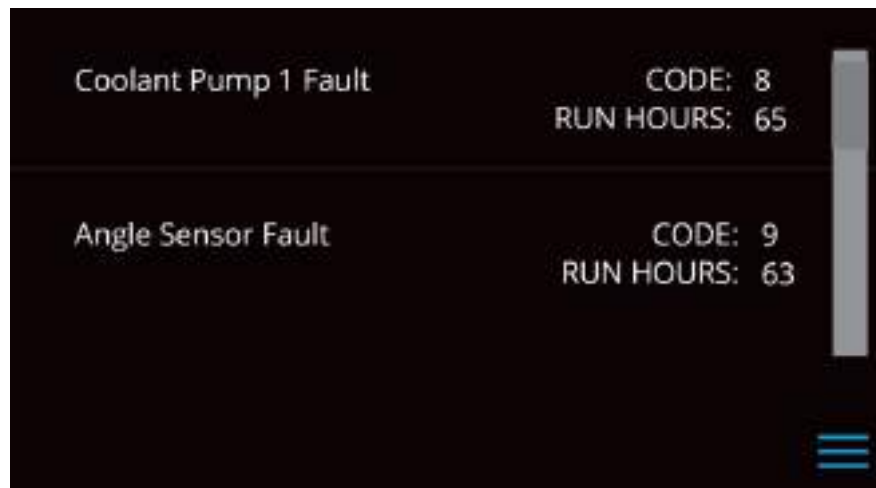 Coolant Pump 1 Fault CODE: 8
RUN HOURS: 65
Angle Sensor Fault CODE: 9
RUN HOURS: 63